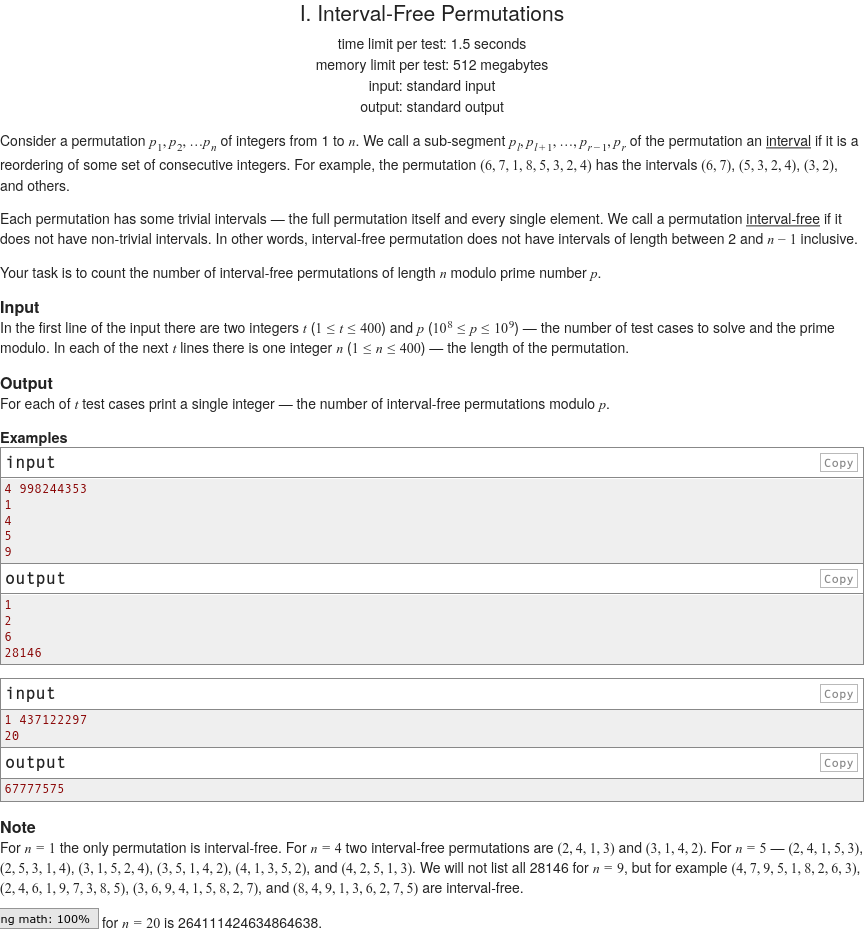 I. Interval-Free Permutations
time limit per test: 1.5 seconds
memory limit per test: 512 megabytes
input: standard input
output: standard output
Consider a permutation p1, p2, …pn of integers from 1 to n. We call a sub-segment pl, pl+1, …, pr−1, pr of the permutation an interval if it is a
reordering of some set of consecutive integers. For example, the permutation (6, 7, 1, 8, 5, 3, 2, 4) has the intervals (6, 7), (5, 3, 2, 4), (3, 2),
and others.
Each permutation has some trivial intervals — the full permutation itself and every single element. We call a permutation interval-free if it
does not have non-trivial intervals. In other words, interval-free permutation does not have intervals of length between 2 and n − 1 inclusive.
Your task is to count the number of interval-free permutations of length n modulo prime number p.
Input
In the first line of the input there are two integers t (1 ≤ t ≤ 400) and p (10^8 ≤ p ≤ 10^9) — the number of test cases to solve and the prime
modulo. In each of the next t lines there is one integer n (1 ≤ n ≤ 400) — the length of the permutation.
Output
For each of t test cases print a single integer — the number of interval-free permutations modulo p.
Examples
input
Copy
4 998244353
1
4
5
9
output
Copy
1
2
6
28146
input
Copy
1 437122297
20
output
Copy
67777575
Note
For n = 1 the only permutation is interval-free. For n = 4 two interval-free permutations are (2, 4, 1, 3) and (3, 1, 4, 2). For n = 5 — (2, 4, 1, 5, 3),
(2, 5, 3, 1, 4), (3, 1, 5, 2, 4), (3, 5, 1, 4, 2), (4, 1, 3, 5, 2), and (4, 2, 5, 1, 3). We will not list all 28146 for n = 9, but for example (4, 7, 9, 5, 1, 8, 2, 6, 3),
(2, 4, 6, 1, 9, 7, 3, 8, 5), (3, 6, 9, 4, 1, 5, 8, 2, 7), and (8, 4, 9, 1, 3, 6, 2, 7, 5) are interval-free.
ng math: 100% for n = 20 is 264111424634864638.